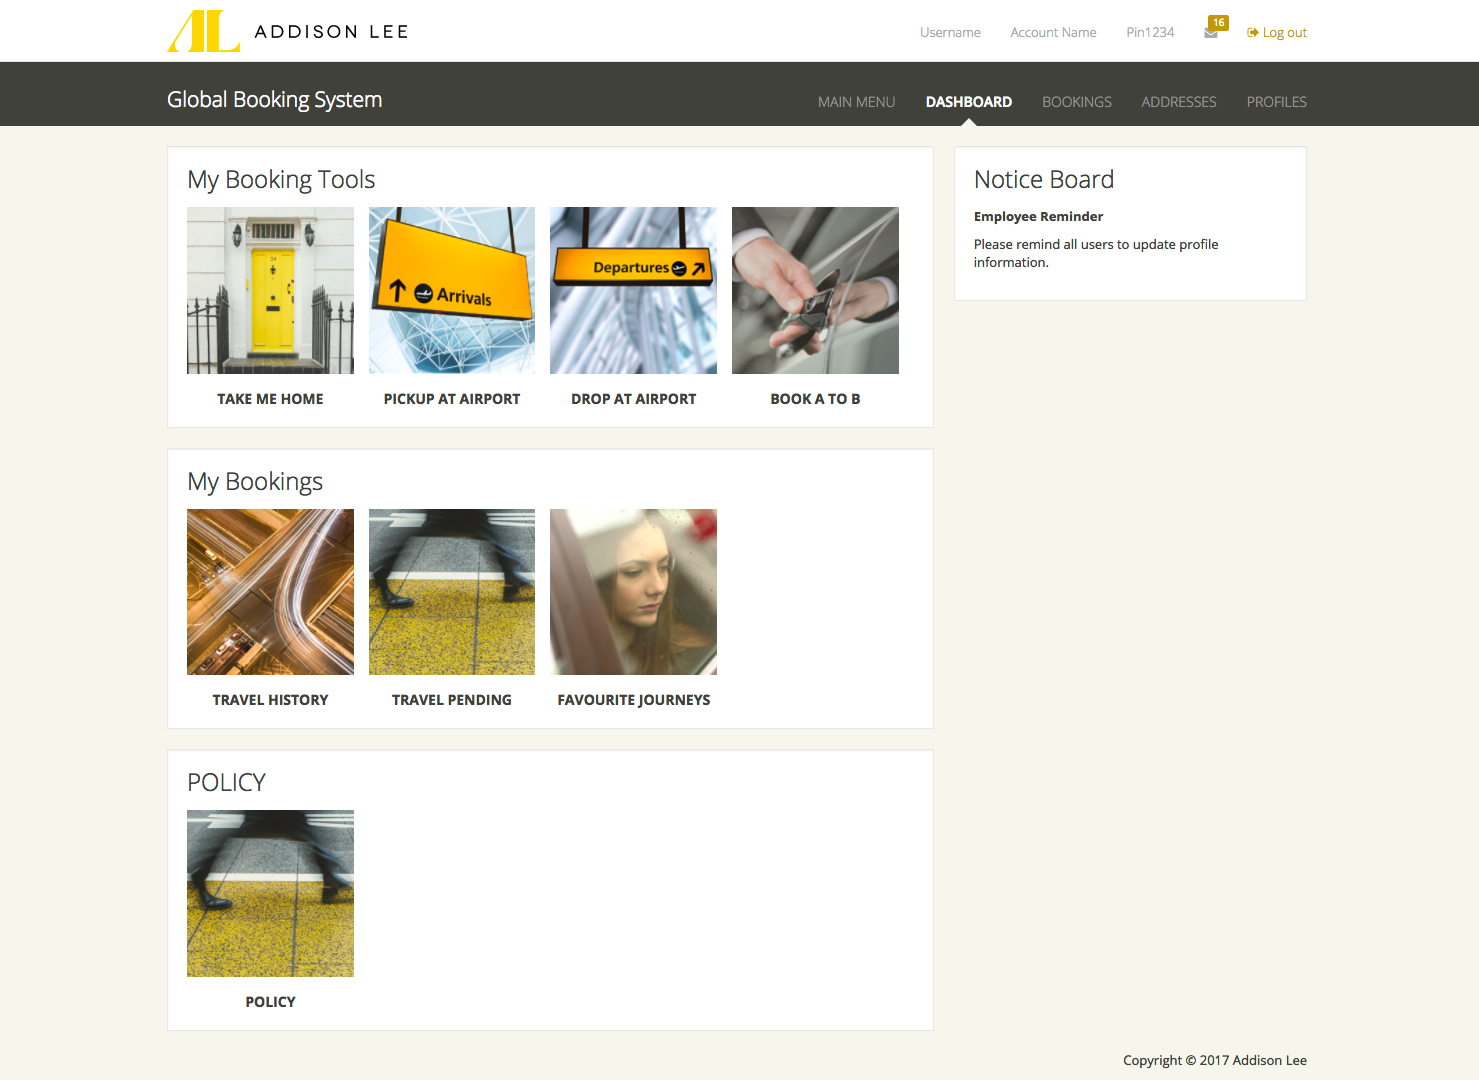 AL ADDISON LEE
Username Account Name Pin1234 16 Log out
Global Booking System
MAIN MENU DASHBOARD BOOKINGS ADDRESSES PROFILES
My Booking Tools
34
Arrivals
Departures
TAKE ME HOME PICKUP AT AIRPORT DROP AT AIRPORT BOOK A TO B
Notice Board
Employee Reminder
Please remind all users to update profile
information.
My Bookings
TRAVEL HISTORY TRAVEL PENDING FAVOURITE JOURNEYS
POLICY
POLICY
Copyright © 2017 Addison Lee